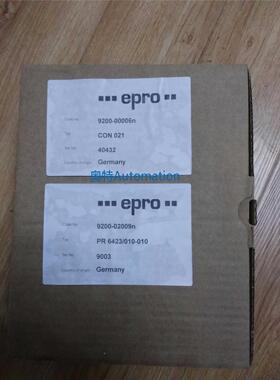 epro
9200-00006n
CON 021
40432
Germany
奥特Automation
epro
9200-02009n
PR 6423/010-010
9003
Germany